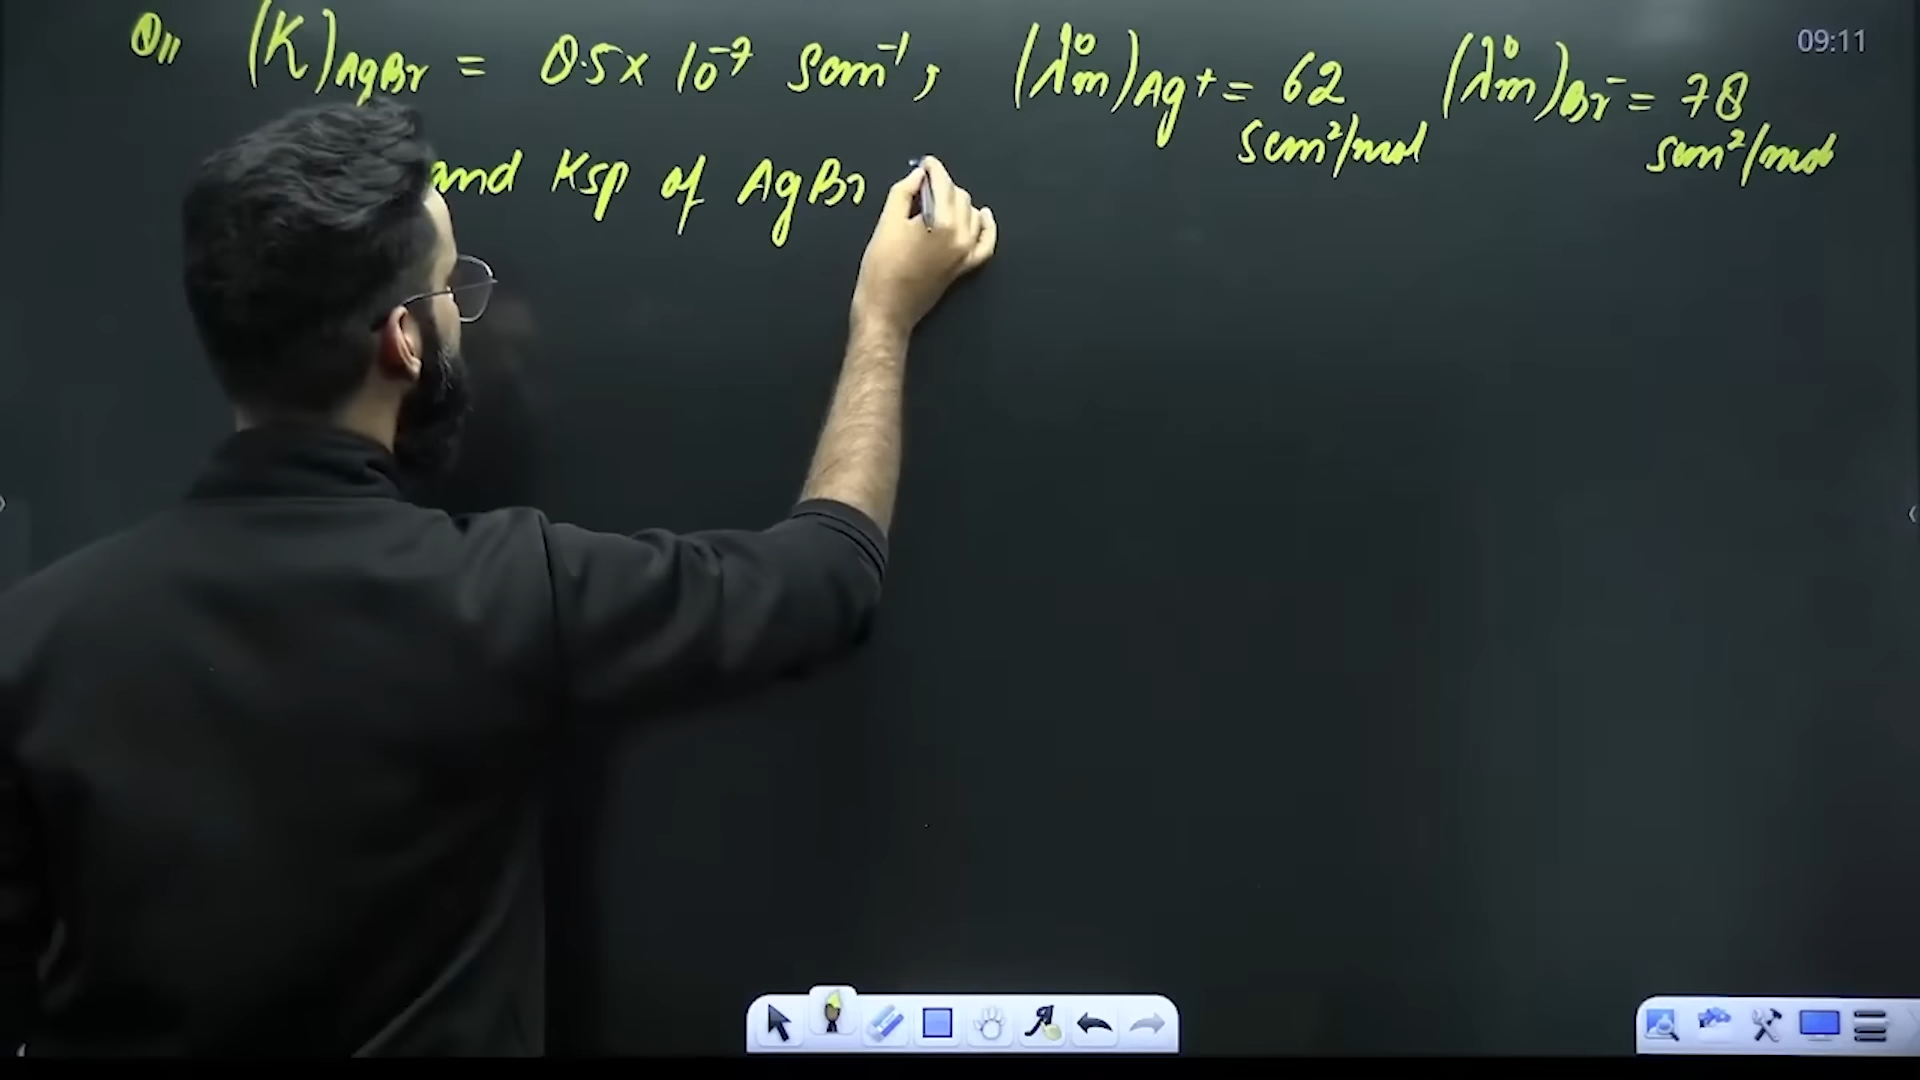 Q11 (K)AgBr = 0.5 × 10⁻⁷ Scm⁻¹, (λ°m)Ag⁺ = 62 Scm²/mol (λ°m)Br⁻ = 78 Scm²/mol 09:11
and Ksp of AgBr